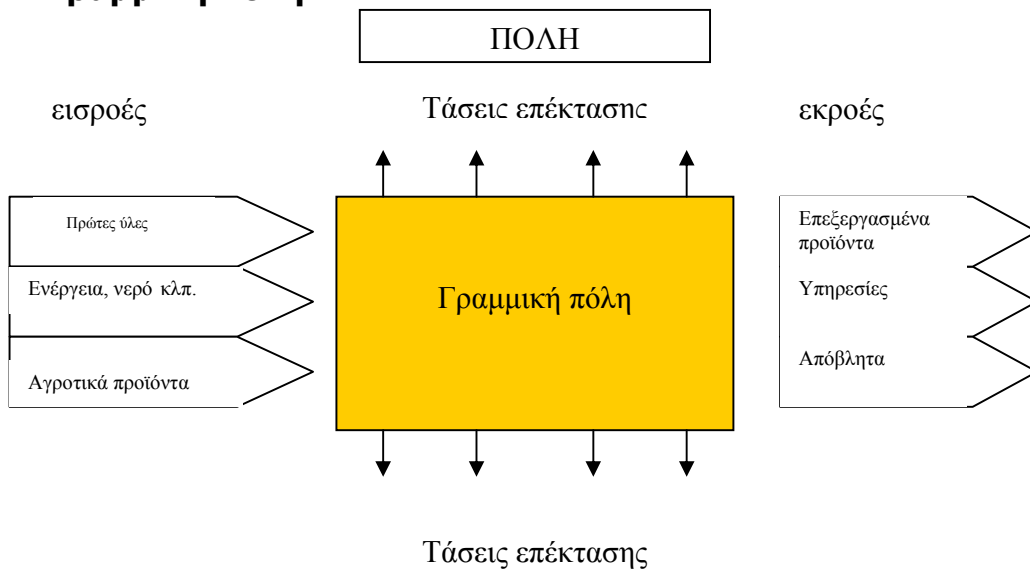 ΠΟΛΗ
εισροές
Τάσεις επέκτασης
εκροές
Πρώτες ύλες
Ενέργεια, νερό κλπ.
Αγροτικά προϊόντα
Γραμμική πόλη
Επεξεργασμένα
προϊόντα
Υπηρεσίες
Απόβλητα
Τάσεις επέκτασης